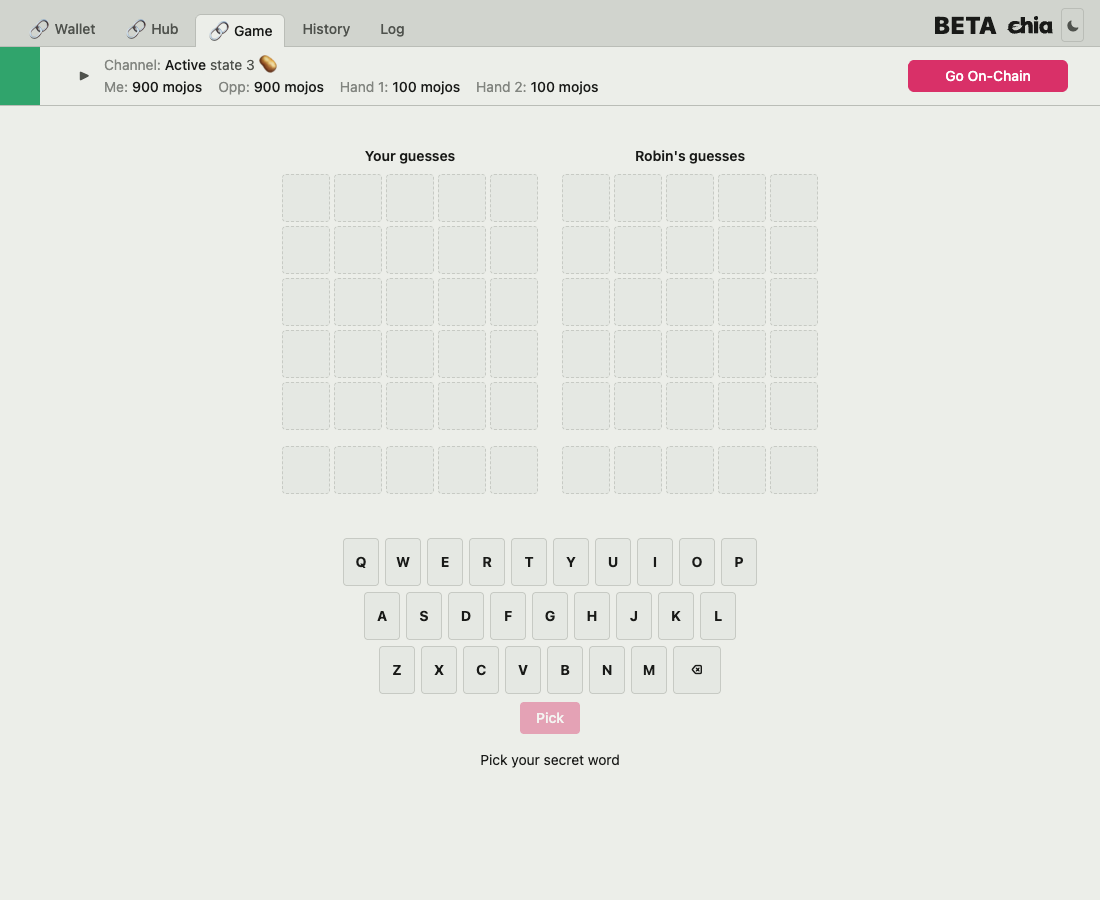 Wallet Hub Game History Log BETA chia
Channel: Active state 3
Me: 900 mojos Opp: 900 mojos Hand 1: 100 mojos Hand 2: 100 mojos
Go On-Chain
Your guesses Robin's guesses
Q W E R T Y U I O P
A S D F G H J K L
Z X C V B N M
Pick
Pick your secret word